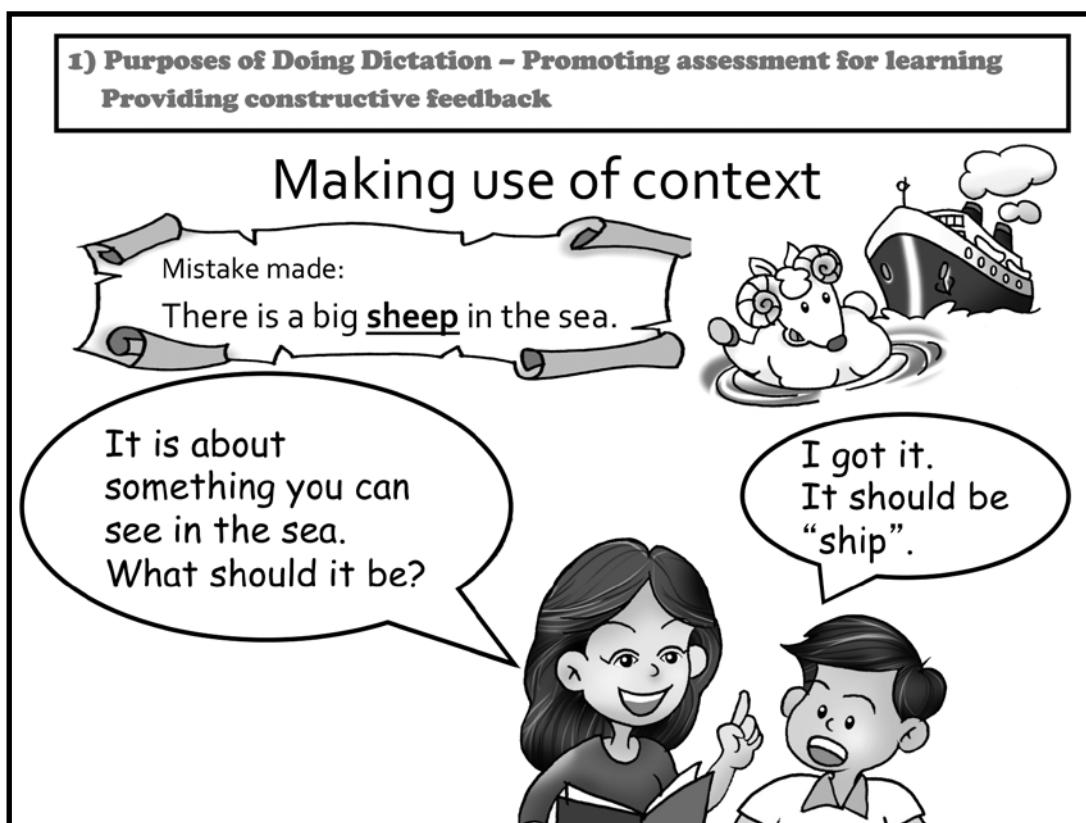 1) Purposes of Doing Dictation – Promoting assessment for learning
Providing constructive feedback
Making use of context
Mistake made:
There is a big sheep in the sea.
It is about
something you can
see in the sea.
What should it be?
I got it.
It should be
“ship”.